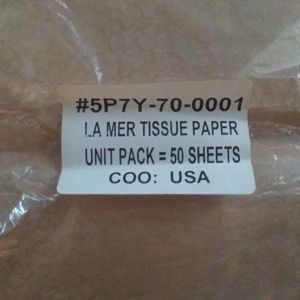 #5P7Y-70-0001
LA MER TISSUE PAPER
UNIT PACK = 50 SHEETS
COO: USA